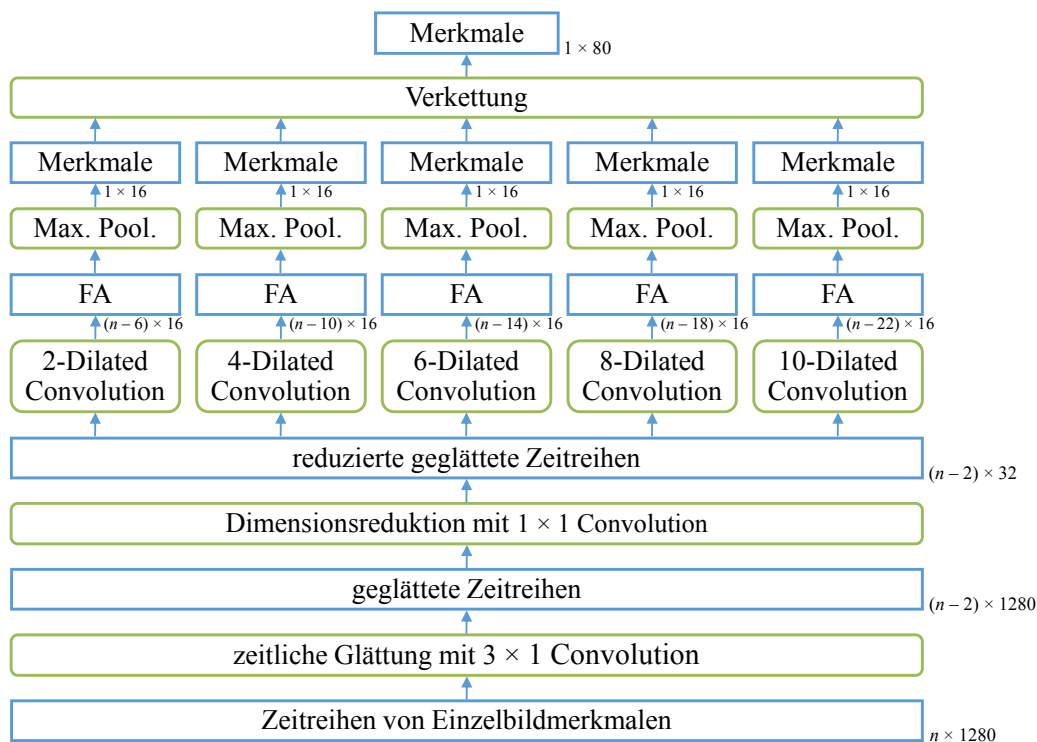 Merkmale
1 × 80
Verkettung
Merkmale Merkmale Merkmale Merkmale Merkmale
1 × 16 1 × 16 1 × 16 1 × 16 1 × 16
Max. Pool. Max. Pool. Max. Pool. Max. Pool. Max. Pool.
FA FA FA FA FA
(n – 6) × 16 (n – 10) × 16 (n – 14) × 16 (n – 18) × 16 (n – 22) × 16
2-Dilated 4-Dilated 6-Dilated 8-Dilated 10-Dilated
Convolution Convolution Convolution Convolution Convolution
reduzierte geglättete Zeitreihen
(n – 2) × 32
Dimensionsreduktion mit 1 × 1 Convolution
geglättete Zeitreihen
(n – 2) × 1280
zeitliche Glättung mit 3 × 1 Convolution
Zeitreihen von Einzelbildmerkmalen
n × 1280